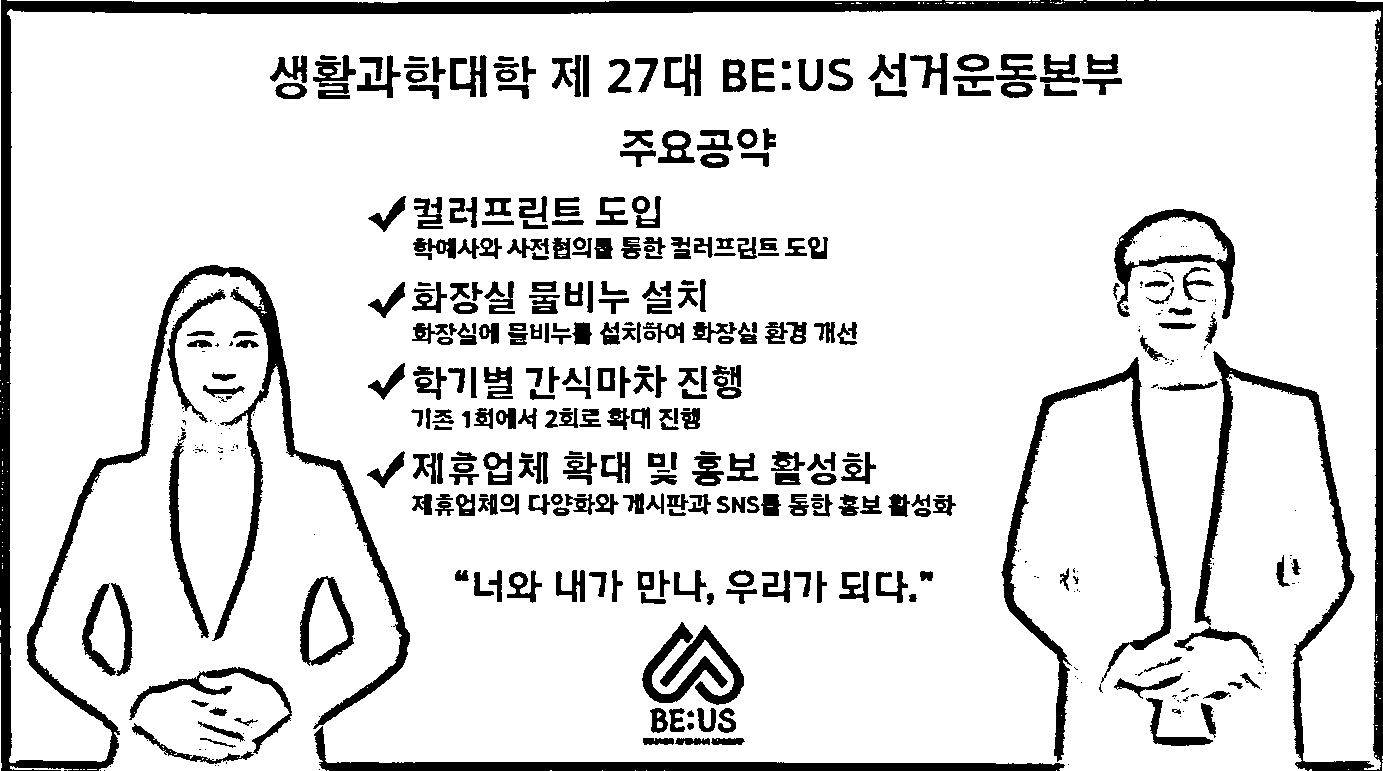 생활과학대학 제 27대 BE:US 선거운동본부
주요공약
컬러프린트 도입
학예사와 사전협의를 통한 컬러프린트 도입
화장실 물비누 설치
화장실에 물비누를 설치하여 화장실 환경 개선
학기별 간식마차 진행
기존 1회에서 2회로 확대 진행
제휴업체 확대 및 홍보 활성화
제휴업체의 다양화와 게시판과 SNS를 통한 홍보 활성화
“너와 내가 만나, 우리가 되다.”
BE:US